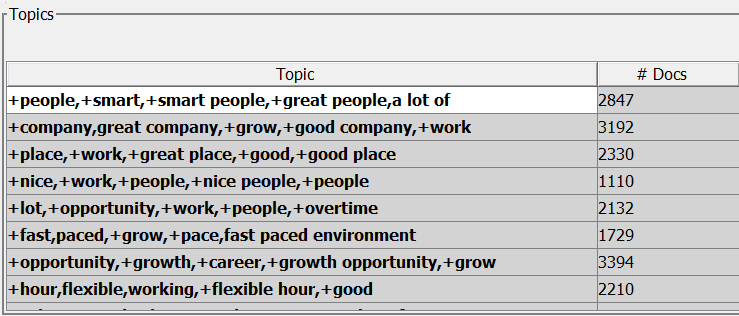 Topics
Topic # Docs
+people,+smart,+smart people,+great people,a lot of 2847
+company,great company,+grow,+good company,+work 3192
+place,+work,+great place,+good,+good place 2330
+nice,+work,+people,+nice people,+people 1110
+lot,+opportunity,+work,+people,+overtime 2132
+fast,paced,+grow,+pace,fast paced environment 1729
+opportunity,+growth,+career,+growth opportunity,+grow 3394
+hour,flexible,working,+flexible hour,+good 2210